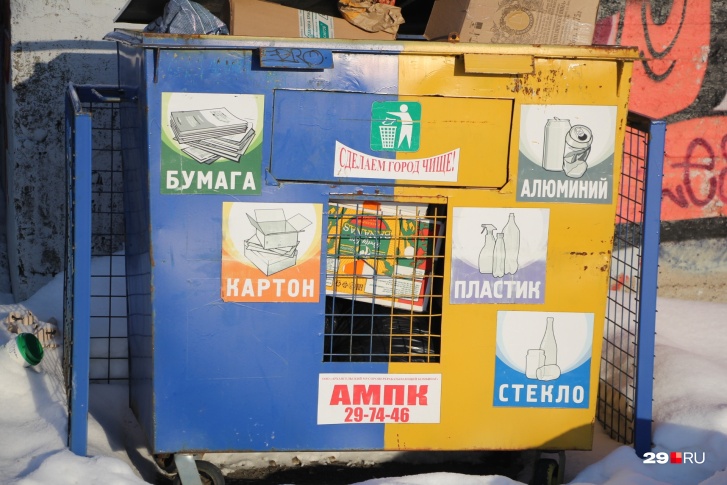 БУМАГА
СДЕЛАЕМ ГОРОД ЧИЩЕ!
АЛЮМИНИЙ
КАРТОН
ПЛАСТИК
СТЕКЛО
АМПК
29-74-46
29.RU